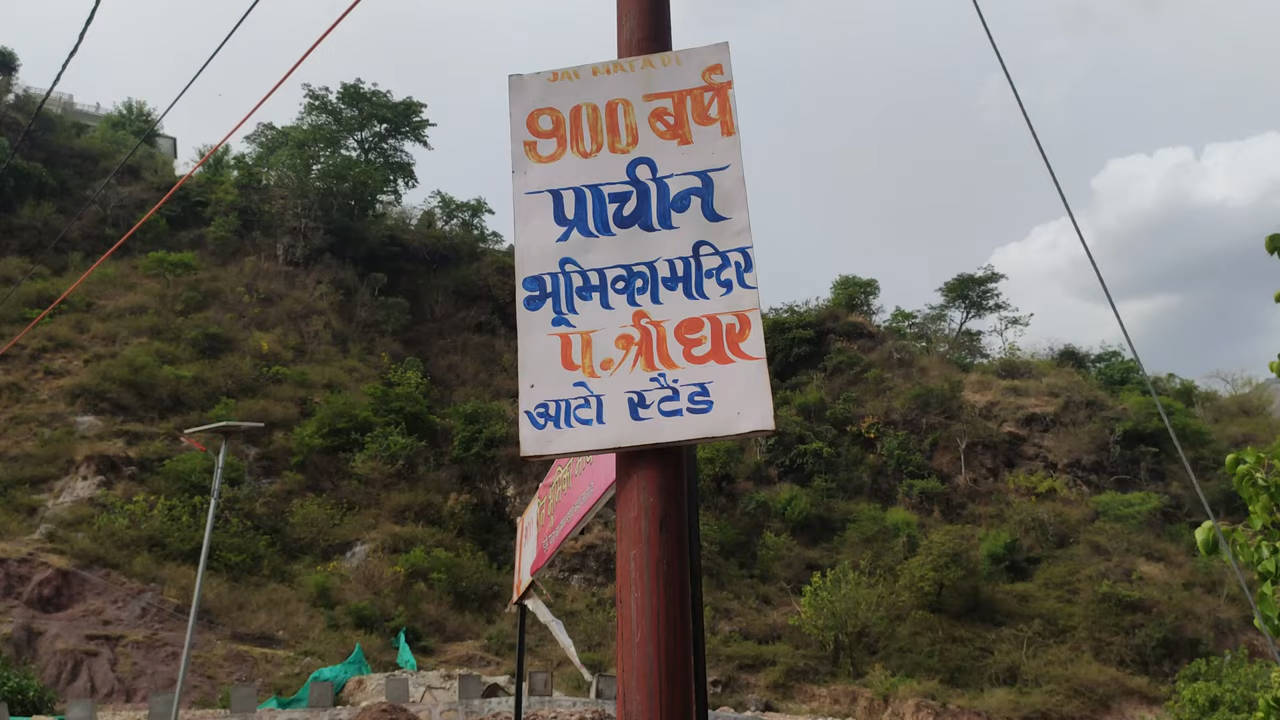 JAI MATA DI
900 बर्ष
प्राचीन
भूमिका मन्दिर
प. श्रीधर
आटो स्टैंड
भूमिका